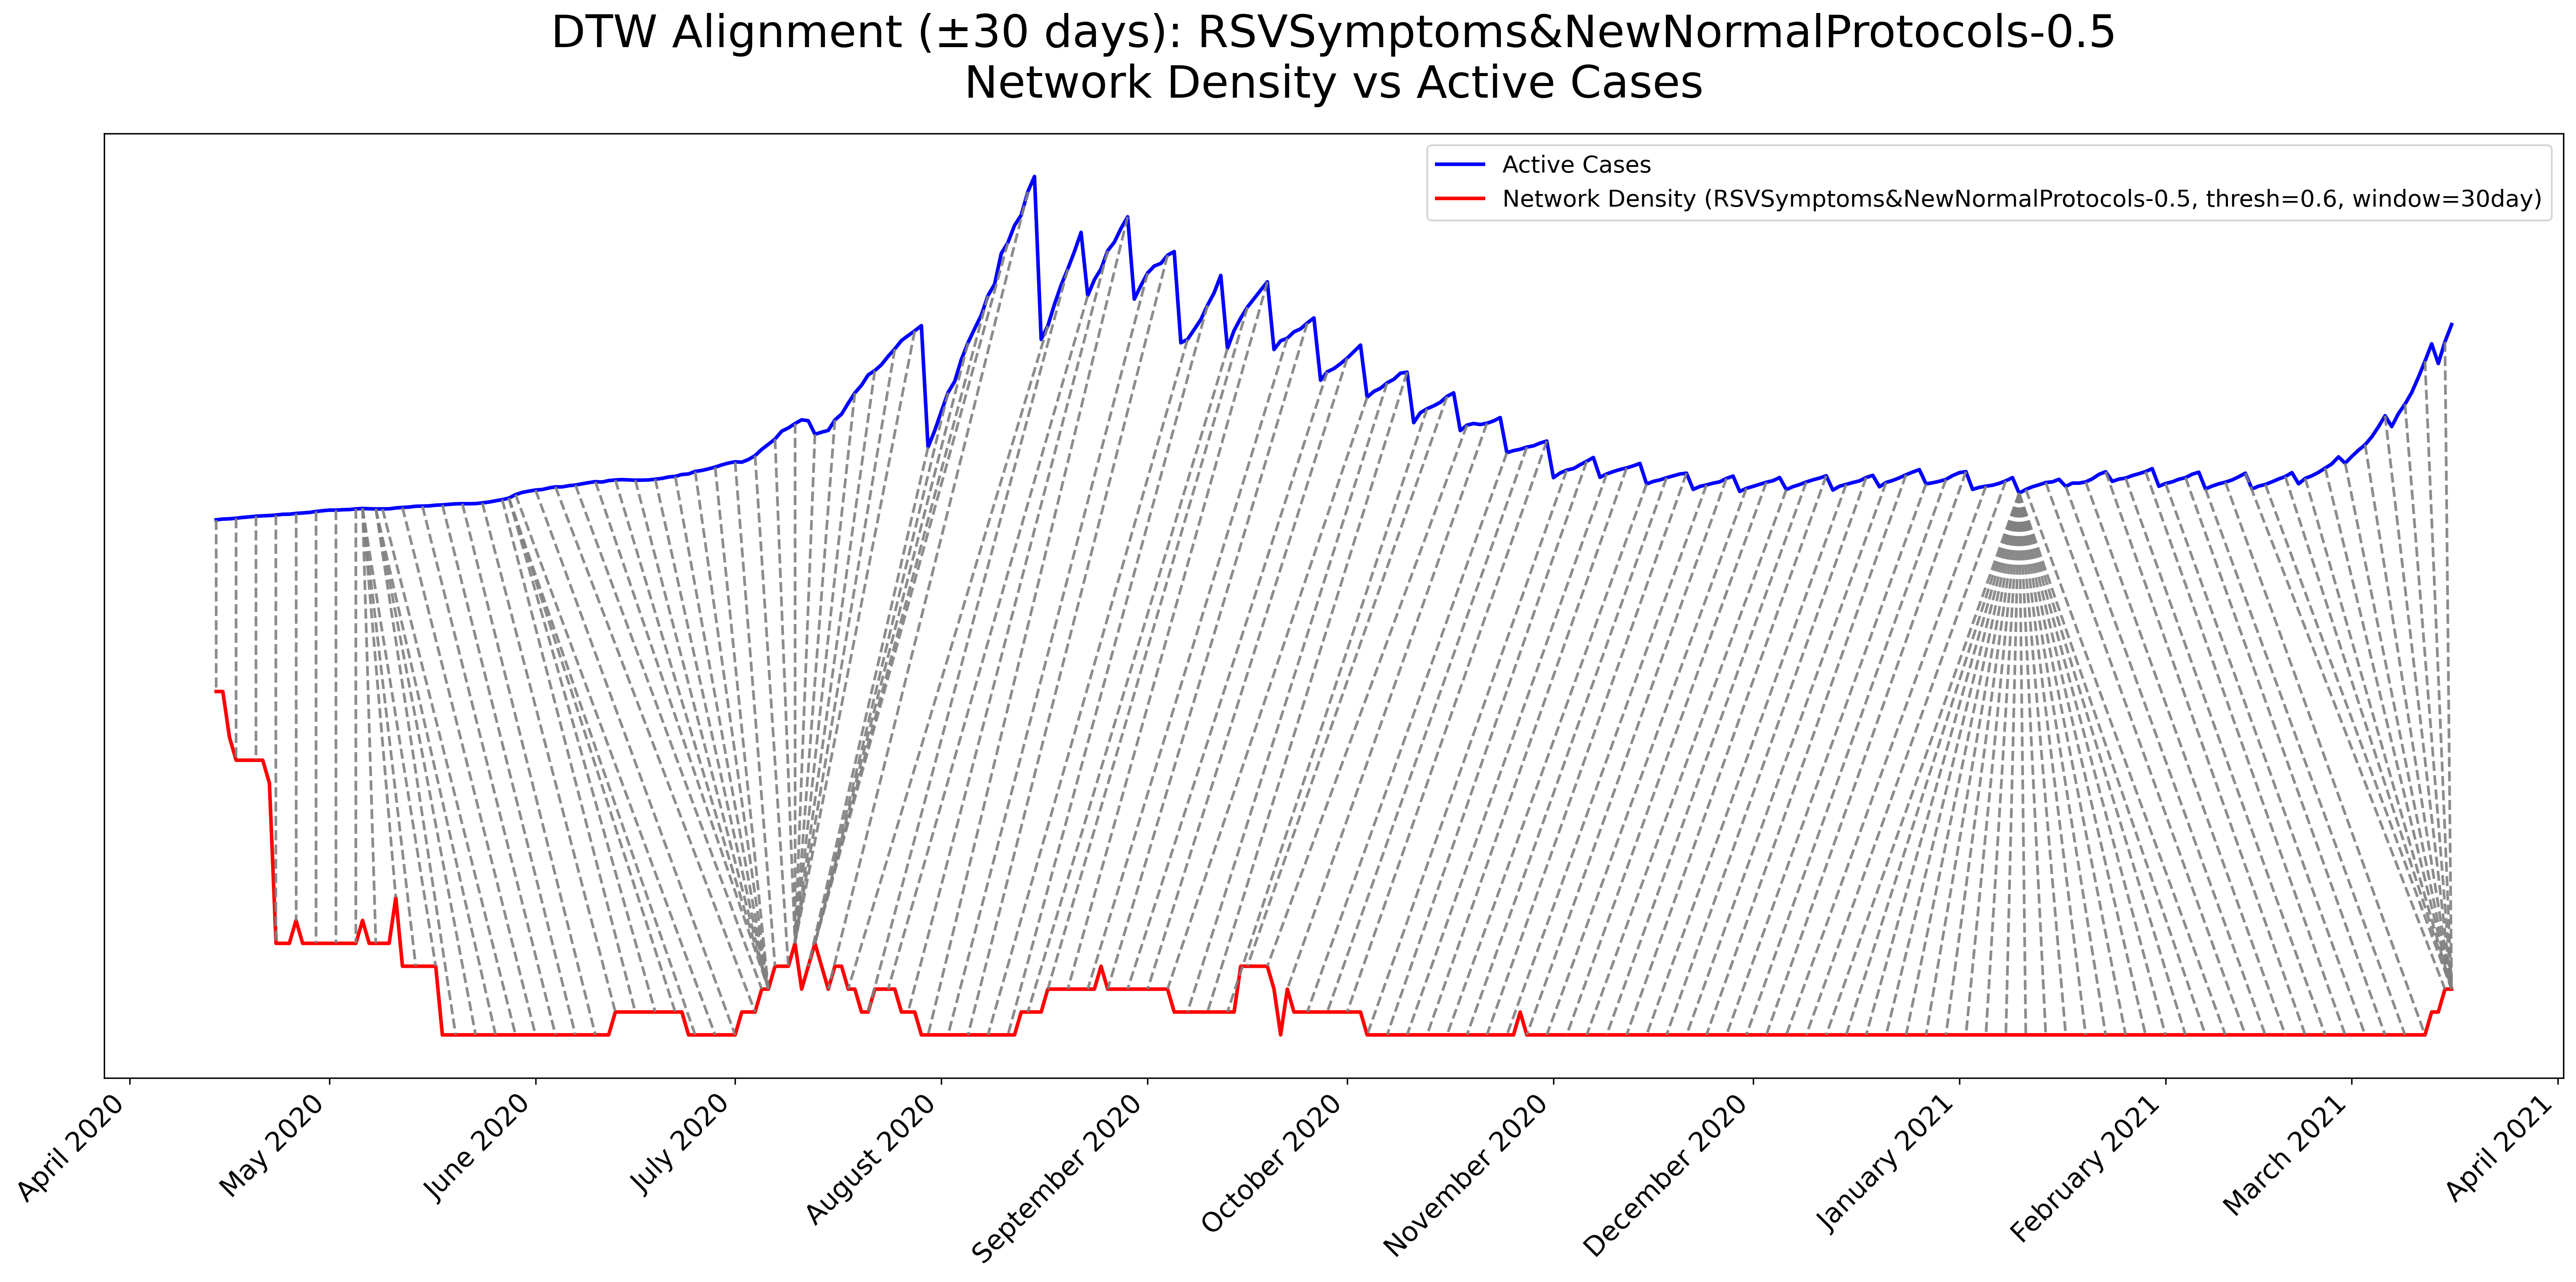 DTW Alignment (±30 days): RSVSymptoms&NewNormalProtocols-0.5
Network Density vs Active Cases
Active Cases
Network Density (RSVSymptoms&NewNormalProtocols-0.5, thresh=0.6, window=30day)
April 2020
May 2020
June 2020
July 2020
August 2020
September 2020
October 2020
November 2020
December 2020
January 2021
February 2021
March 2021
April 2021